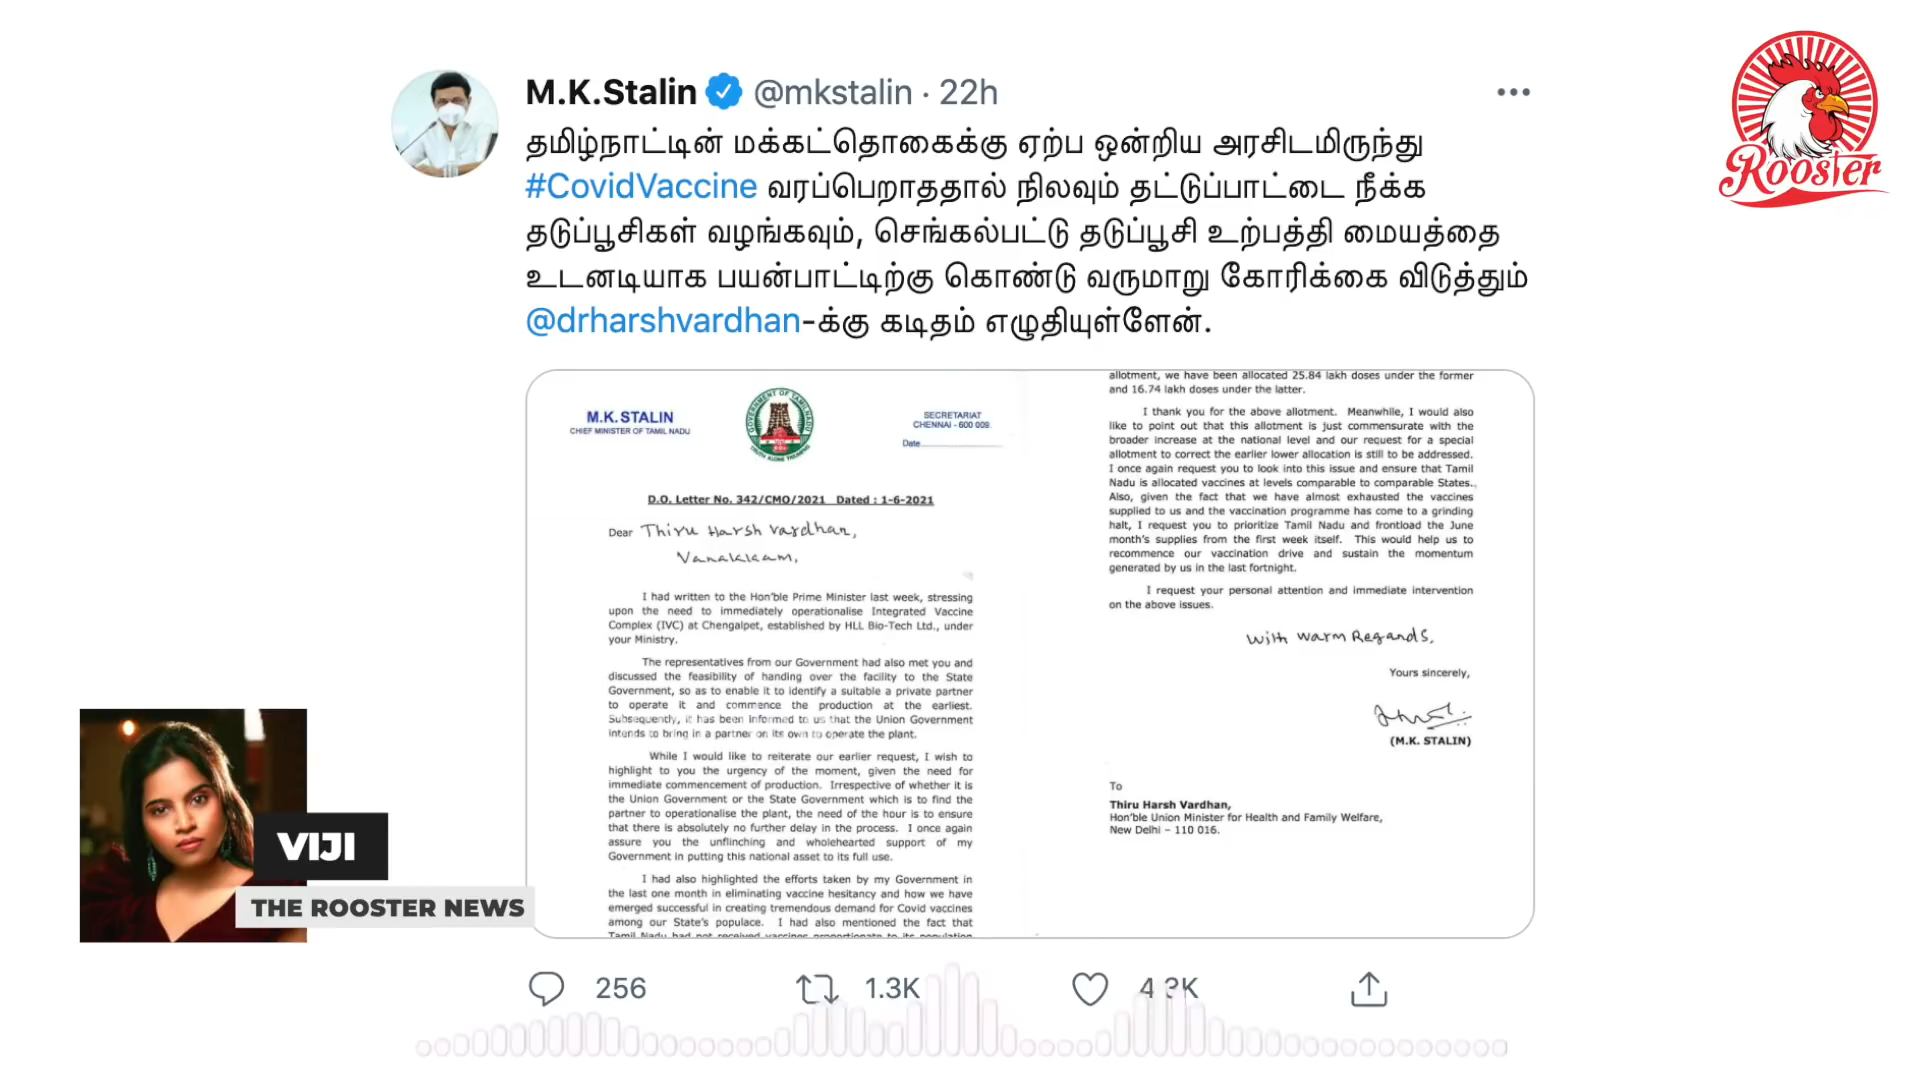 M.K.Stalin @mkstalin · 22h
தமிழ்நாட்டின் மக்கட்தொகைக்கு ஏற்ப ஒன்றிய அரசிடமிருந்து
#CovidVaccine வரப்பெறாததால் நிலவும் தட்டுப்பாட்டை நீக்க
தடுப்பூசிகள் வழங்கவும், செங்கல்பட்டு தடுப்பூசி உற்பத்தி மையத்தை
உடனடியாக பயன்பாட்டிற்கு கொண்டு வருமாறு கோரிக்கை விடுத்தும்
@drharshvardhan-க்கு கடிதம் எழுதியுள்ளேன்.
Rooster
M.K. STALIN
CHIEF MINISTER OF TAMIL NADU
GOVERNMENT OF TAMILNADU
TRUTH ALONE TRIUMPHS
SECRETARIAT
CHENNAI - 600 009
Date
D.O. Letter No. 342/CMO/2021 Dated : 1-6-2021
Dear Thiru Harsh Vardhan,
Vanakkam,
I had written to the Hon'ble Prime Minister last week, stressing
upon the need to immediately operationalise Integrated Vaccine
Complex (IVC) at Chengalpet, established by HLL Bio-Tech Ltd., under
your Ministry.
The representatives from our Government had also met you and
discussed the feasibility of handing over the facility to the State
Government, so as to enable it to identify a suitable a private partner
to operate it and commence the production at the earliest.
Subsequently, it has been informed to us that the Union Government
intends to bring in a partner on its own to operate the plant.
While I would like to reiterate our earlier request, I wish to
highlight to you the urgency of the moment, given the need for
immediate commencement of production. Irrespective of whether it is
the Union Government or the State Government which is to find the
partner to operationalise the plant, the need of the hour is to ensure
that there is absolutely no further delay in the process. I once again
assure you the unflinching and wholehearted support of my
Government in putting this national asset to its full use.
I had also highlighted the efforts taken by my Government in
the last one month in eliminating vaccine hesitancy and how we have
emerged successful in creating tremendous demand for Covid vaccines
among our State's populace. I had also mentioned the fact that
Tamil Nadu had not received vaccines proportionate to its population
allotment, we have been allocated 25.84 lakh doses under the former
and 16.74 lakh doses under the latter.
I thank you for the above allotment. Meanwhile, I would also
like to point out that this allotment is just commensurate with the
broader increase at the national level and our request for a special
allotment to correct the earlier lower allocation is still to be addressed.
I once again request you to look into this issue and ensure that Tamil
Nadu is allocated vaccines at levels comparable to comparable States.
Also, given the fact that we have almost exhausted the vaccines
supplied to us and the vaccination programme has come to a grinding
halt, I request you to prioritize Tamil Nadu and frontload the June
month's supplies from the first week itself. This would help us to
recommence our vaccination drive and sustain the momentum
generated by us in the last fortnight.
I request your personal attention and immediate intervention
on the above issues.
With Warm Regards,
Yours sincerely,
(M.K. STALIN)
To
Thiru Harsh Vardhan,
Hon'ble Union Minister for Health and Family Welfare,
New Delhi – 110 016.
VIJI
THE ROOSTER NEWS
256 1.3K